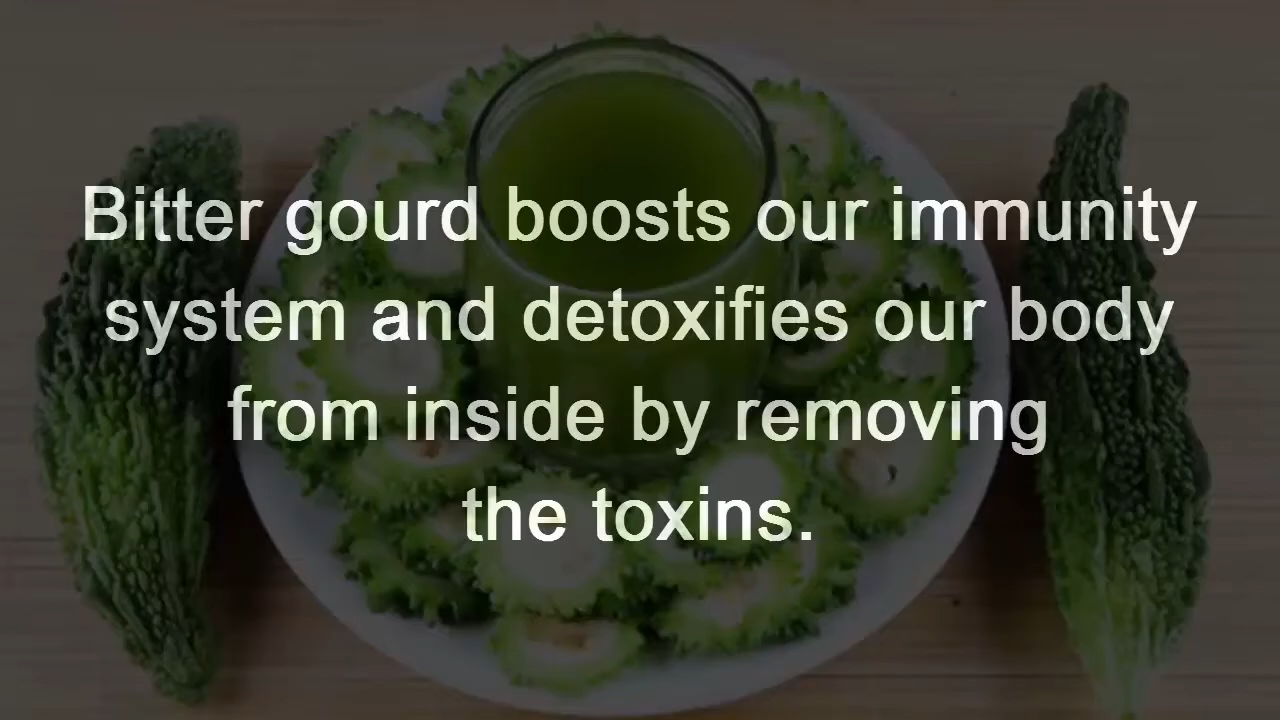 Bitter gourd boosts our immunity
system and detoxifies our body
from inside by removing
the toxins.